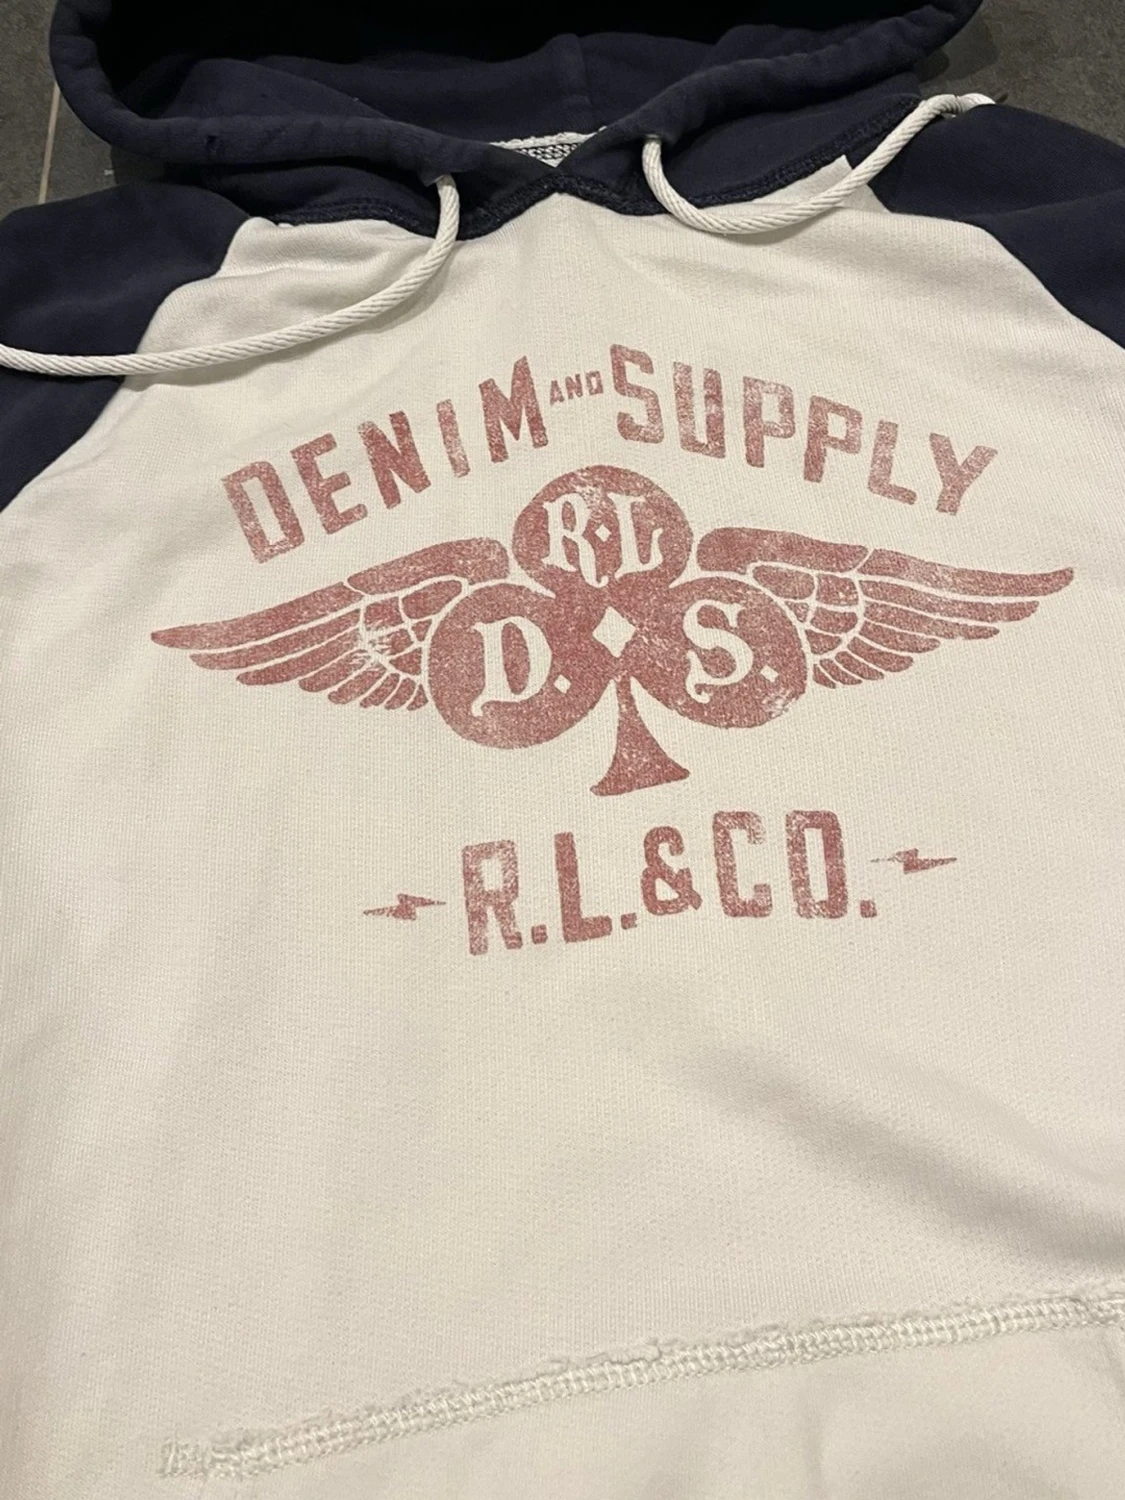 DENIM AND SUPPLY
R·L
D. S.
R.L.&CO.